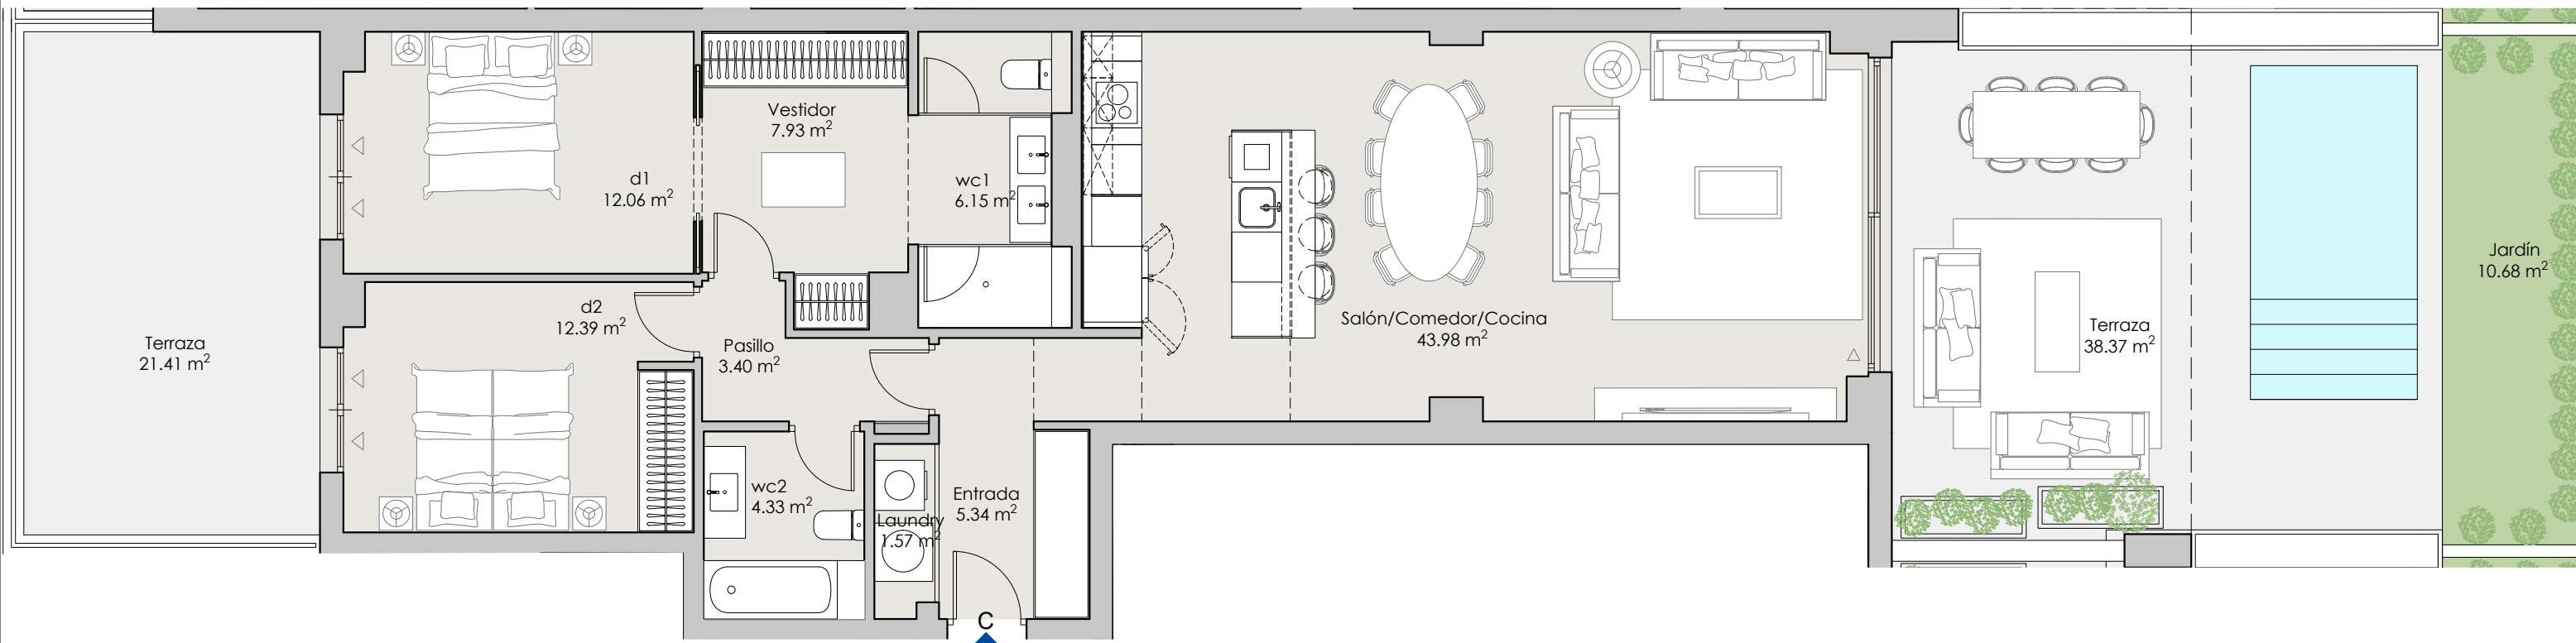 Terraza
21.41 m²
d1
12.06 m²
d2
12.39 m²
Vestidor
7.93 m²
Pasillo
3.40 m²
wc1
6.15 m²
wc2
4.33 m²
Laundry
1.57 m²
Entrada
5.34 m²
C
Salón/Comedor/Cocina
43.98 m²
Terraza
38.37 m²
Jardín
10.68 m²